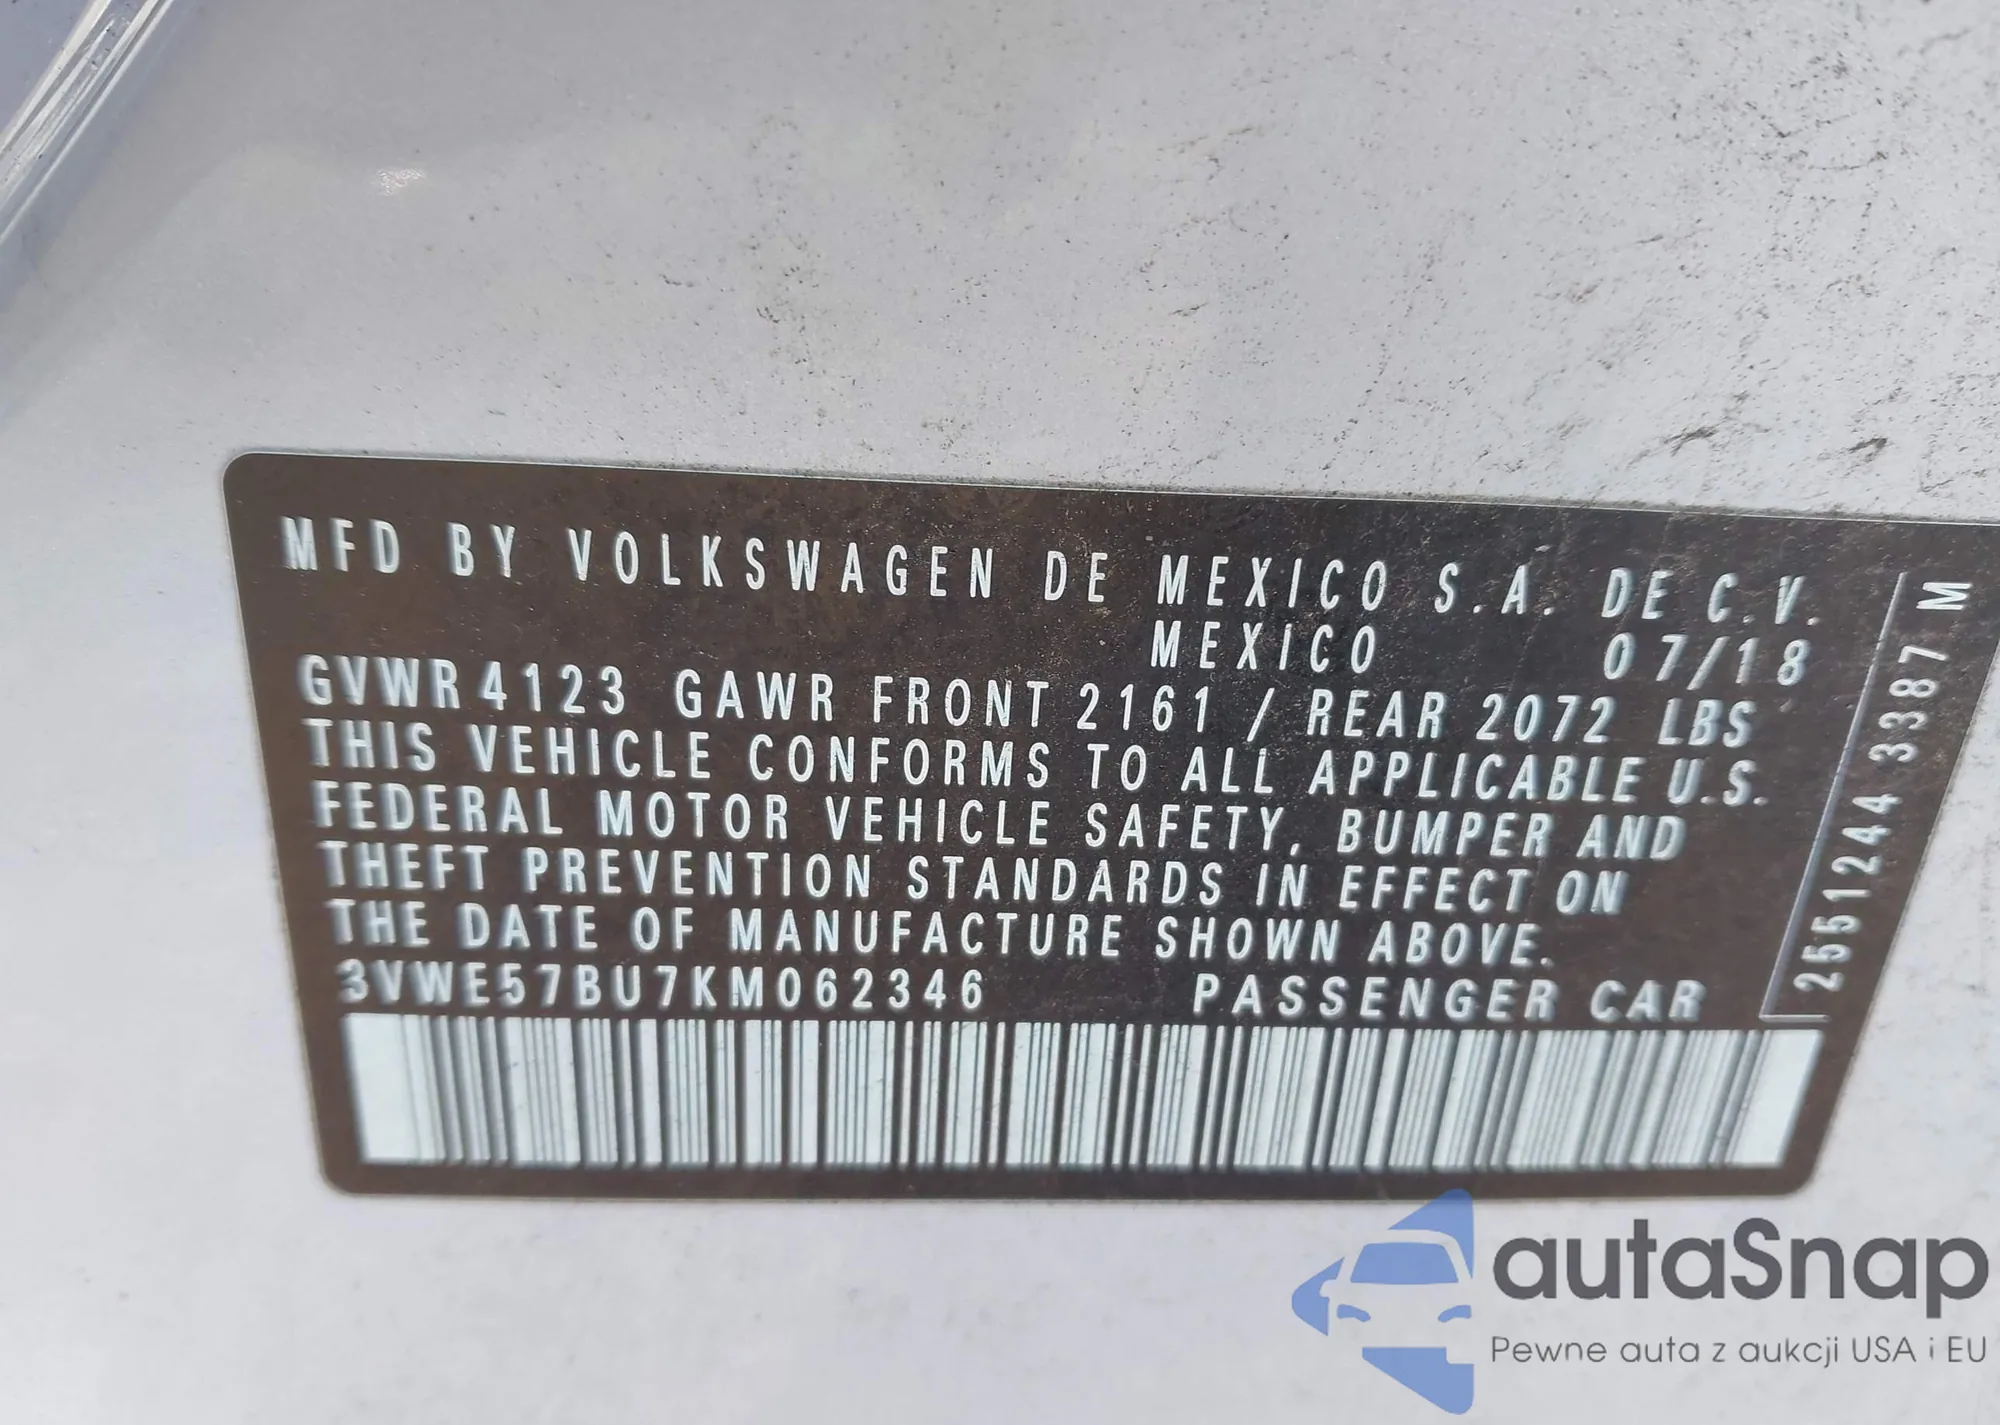 MFD BY VOLKSWAGEN DE MEXICO S.A. DE C.V.
MEXICO 07/18
GVWR 4123 GAWR FRONT 2161 / REAR 2072 LBS
THIS VEHICLE CONFORMS TO ALL APPLICABLE U.S.
FEDERAL MOTOR VEHICLE SAFETY, BUMPER AND
THEFT PREVENTION STANDARDS IN EFFECT ON
THE DATE OF MANUFACTURE SHOWN ABOVE.
3VWE57BU7KM062346 PASSENGER CAR
2551244 3387 M
autaSnap
Pewne auta z aukcji USA i EU